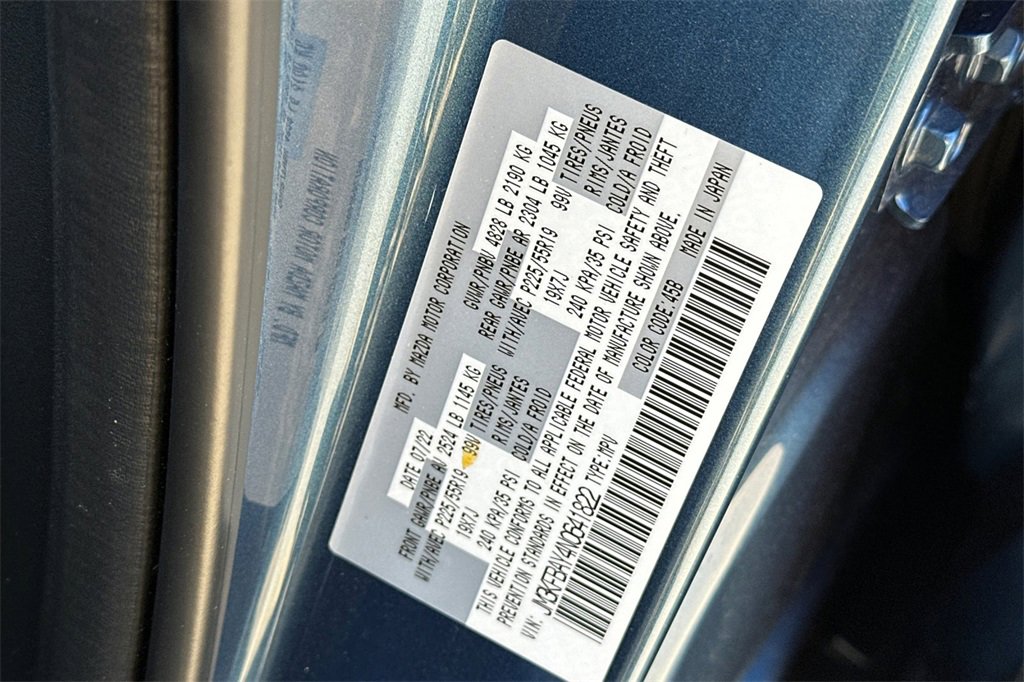 MFD. BY MAZDA MOTOR CORPORATION
DATE 07/22 GVWR/PNBV 4828 LB 2190 KG
FRONT GAWR/PNBE AV 2524 LB 1145 KG REAR GAWR/PNBE AR 2304 LB 1045 KG
WITH/AVEC P225/55R19 99V TIRES/PNEUS WITH/AVEC P225/55R19 99V TIRES/PNEUS
19X7J RIMS/JANTES 19X7J RIMS/JANTES
240 KPA/35 PSI COLD/A FROID 240 KPA/35 PSI COLD/A FROID
THIS VEHICLE CONFORMS TO ALL APPLICABLE FEDERAL MOTOR VEHICLE SAFETY AND THEFT
PREVENTION STANDARDS IN EFFECT ON THE DATE OF MANUFACTURE SHOWN ABOVE.
VIN: JM3KFBAY4N0641822 TYPE:MPV COLOR CODE:45B MADE IN JAPAN